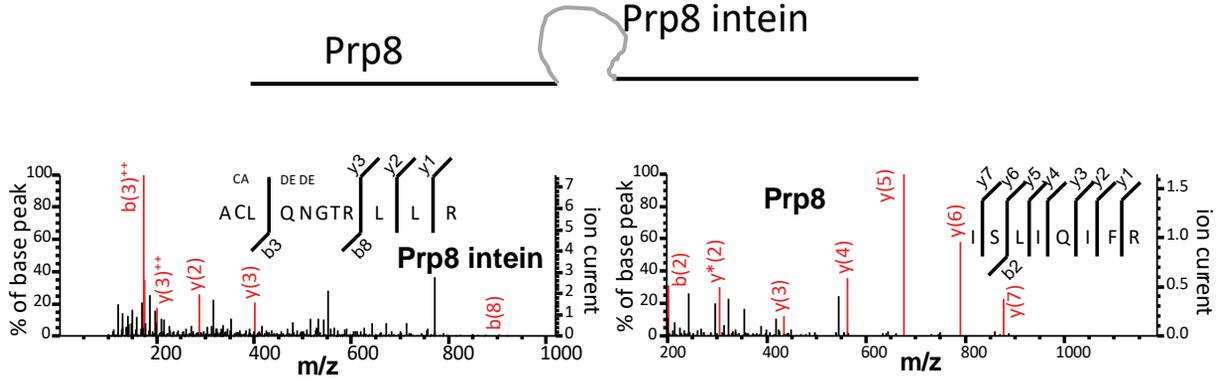 Prp8 intein
Prp8
% of base peak
100
80
60
40
20
0
b(3)++
y(3)++
y(2)
y(3)
b(8)
CA DE DE
y3 y2 y1
A C L Q N G T R L L R
b3 b8
Prp8 intein
7
6
5
4
3
2
1
0
ion current
200 400 600 800 1000
m/z
% of base peak
100
80
60
40
20
0
b(2)
y*(2)
y(3)
y(4)
y(5)
y(6)
y(7)
Prp8
y7 y6 y5 y4 y3 y2 y1
I S L I Q I F R
b2
1.5
1.0
0.5
0.0
ion current
200 400 600 800 1000
m/z